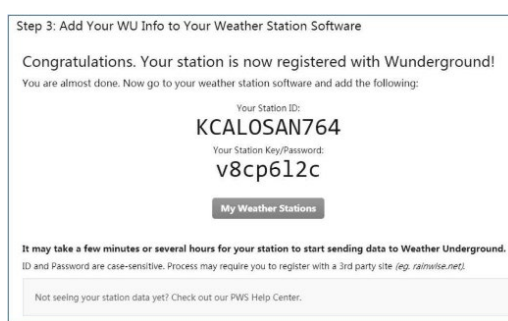 Step 3: Add Your WU Info to Your Weather Station Software
Congratulations. Your station is now registered with Wunderground!
You are almost done. Now go to your weather station software and add the following:
Your Station ID:
KCALOSAN764
Your Station Key/Password:
v8cp6l2c
My Weather Stations
It may take a few minutes or several hours for your station to start sending data to Weather Underground.
ID and Password are case-sensitive. Process may require you to register with a 3rd party site (eg. rainwise.net).
Not seeing your station data yet? Check out our PWS Help Center.